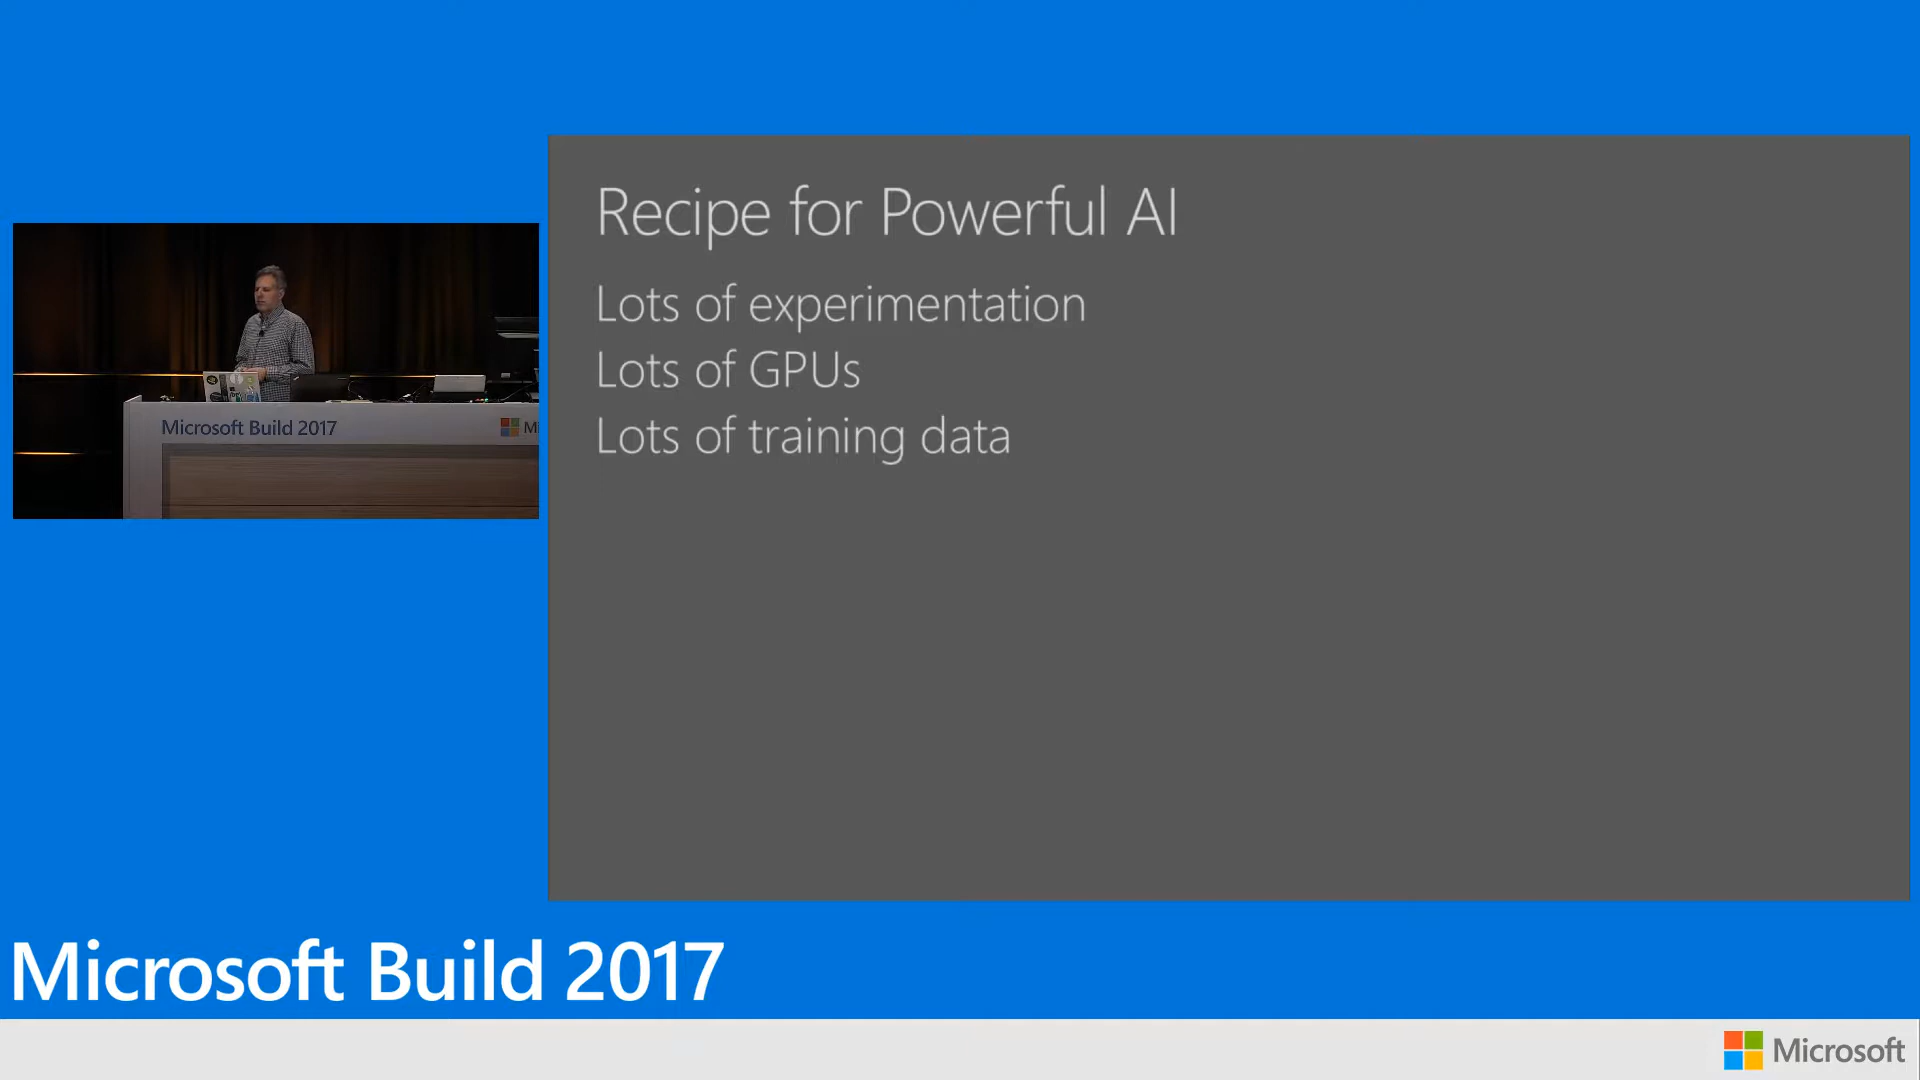 Recipe for Powerful AI
Lots of experimentation
Lots of GPUs
Lots of training data
Microsoft Build 2017
Microsoft Build 2017
Microsoft